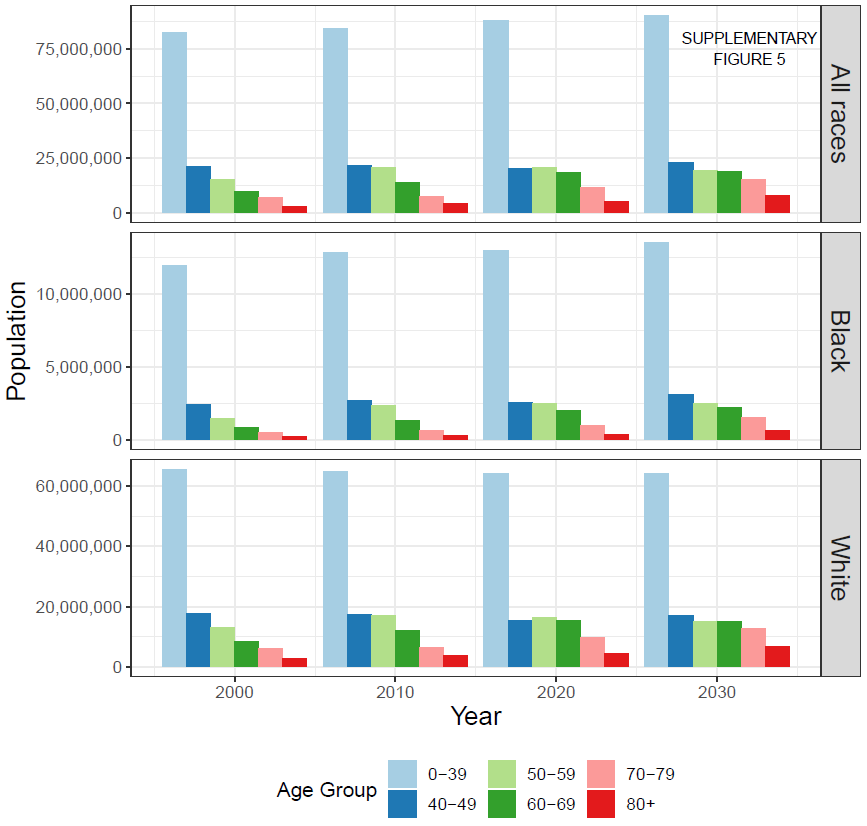 SUPPLEMENTARY
FIGURE 5
75,000,000
50,000,000
25,000,000
0
All races
10,000,000
5,000,000
0
Black
60,000,000
40,000,000
20,000,000
0
White
Population
2000 2010 2020 2030
Year
Age Group
0−39 50−59 70−79
40−49 60−69 80+